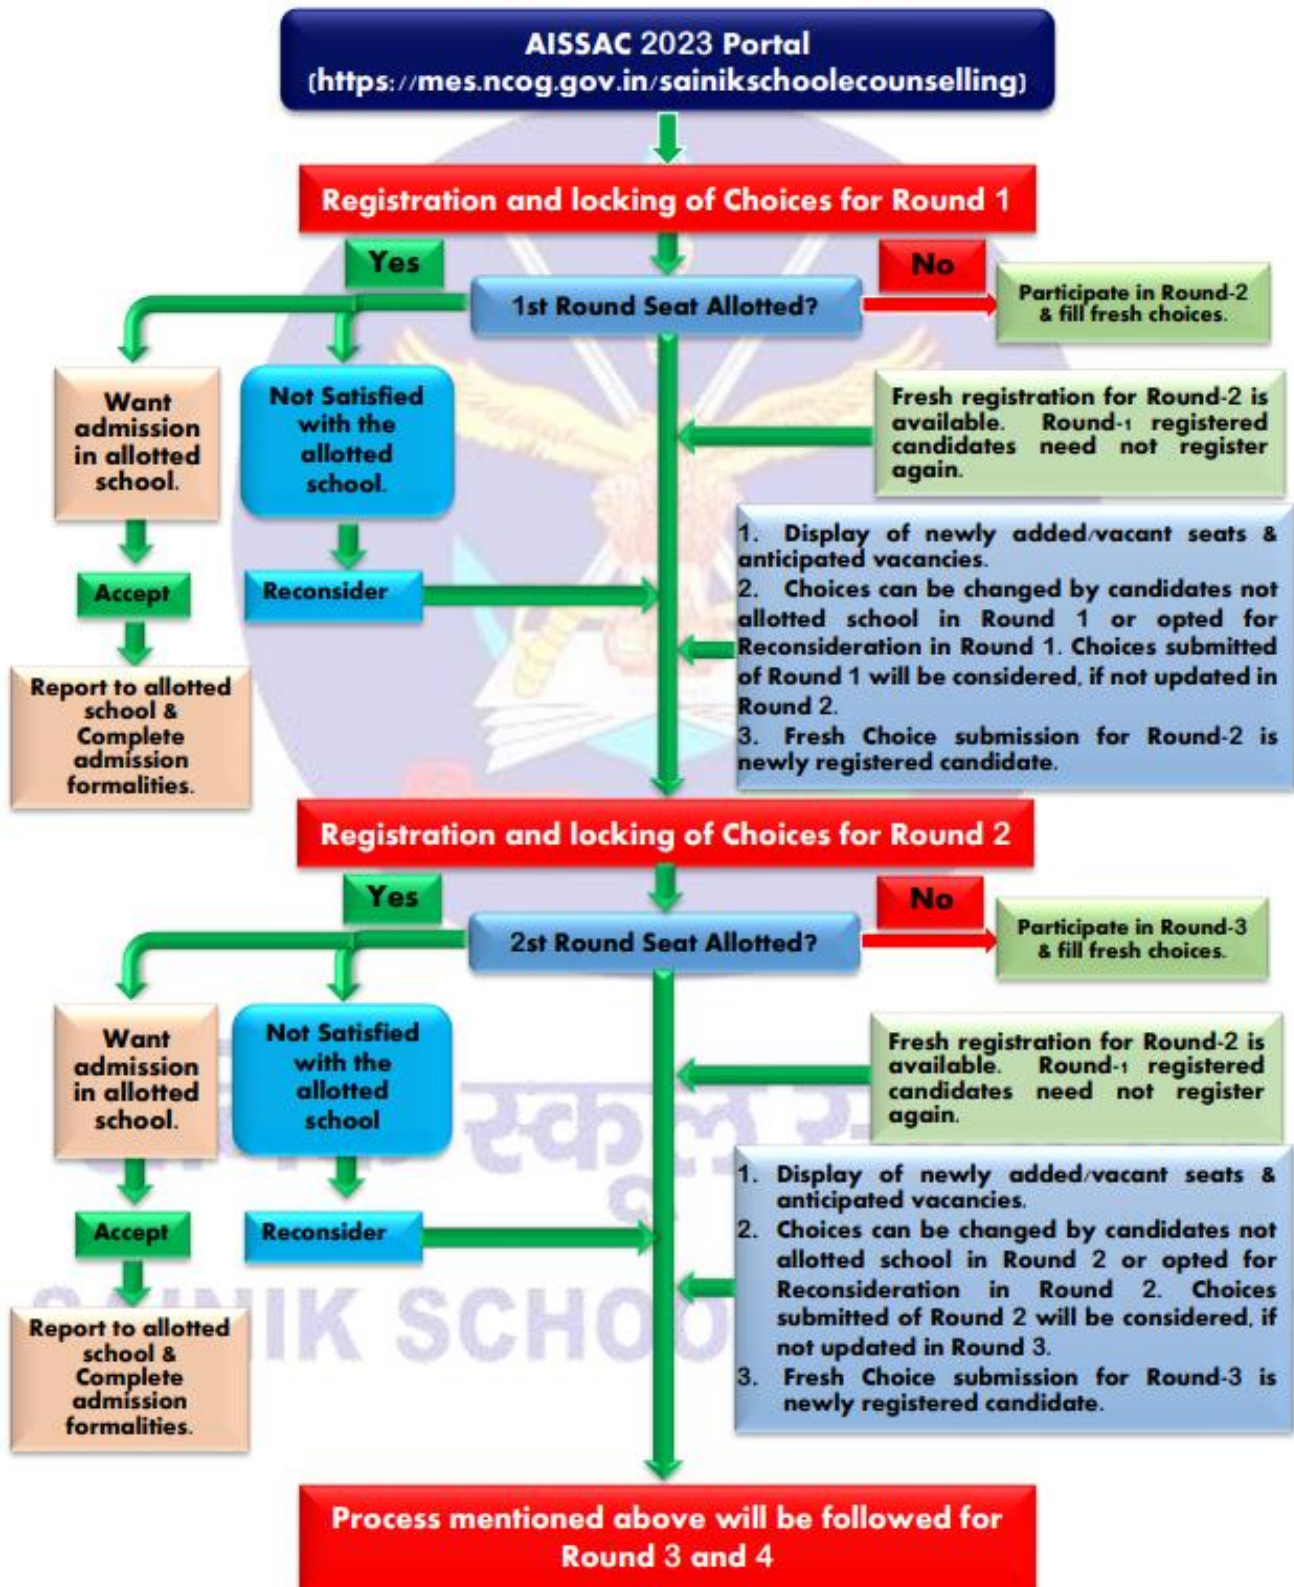 AISSAC 2023 Portal
(https://mes.ncog.gov.in/sainikschoolecounselling)
Registration and locking of Choices for Round 1
Yes
No
1st Round Seat Allotted?
Participate in Round-2
& fill fresh choices.
Want
admission
in allotted
school.
Not Satisfied
with the
allotted
school.
Fresh registration for Round-2 is
available. Round-1 registered
candidates need not register
again.
Accept
Reconsider
1. Display of newly added/vacant seats &
anticipated vacancies.
2. Choices can be changed by candidates not
allotted school in Round 1 or opted for
Reconsideration in Round 1. Choices submitted
of Round 1 will be considered, if not updated in
Round 2.
3. Fresh Choice submission for Round-2 is
newly registered candidate.
Report to allotted
school &
Complete
admission
formalities.
Registration and locking of Choices for Round 2
Yes
No
2st Round Seat Allotted?
Participate in Round-3
& fill fresh choices.
Want
admission
in allotted
school.
Not Satisfied
with the
allotted
school
Fresh registration for Round-2 is
available. Round-1 registered
candidates need not register
again.
स्कूल
Accept
Reconsider
1. Display of newly added/vacant seats &
anticipated vacancies.
2. Choices can be changed by candidates not
allotted school in Round 2 or opted for
Reconsideration in Round 2. Choices
submitted of Round 2 will be considered, if
not updated in Round 3.
3. Fresh Choice submission for Round-3 is
newly registered candidate.
SAINIK SCHOO
Report to allotted
school &
Complete
admission
formalities.
Process mentioned above will be followed for
Round 3 and 4